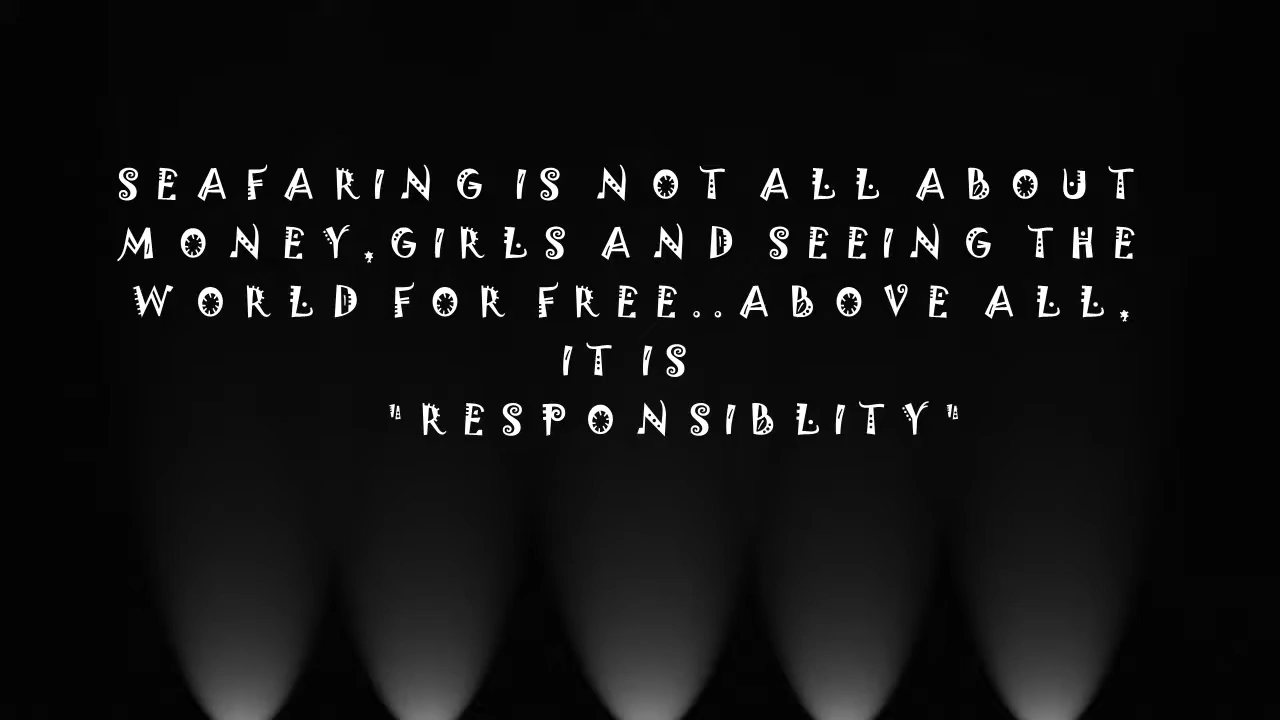 SEAFARING IS NOT ALL ABOUT
MONEY,GIRLS AND SEEING THE
WORLD FOR FREE..ABOVE ALL,
IT IS
"RESPONSIBLITY"